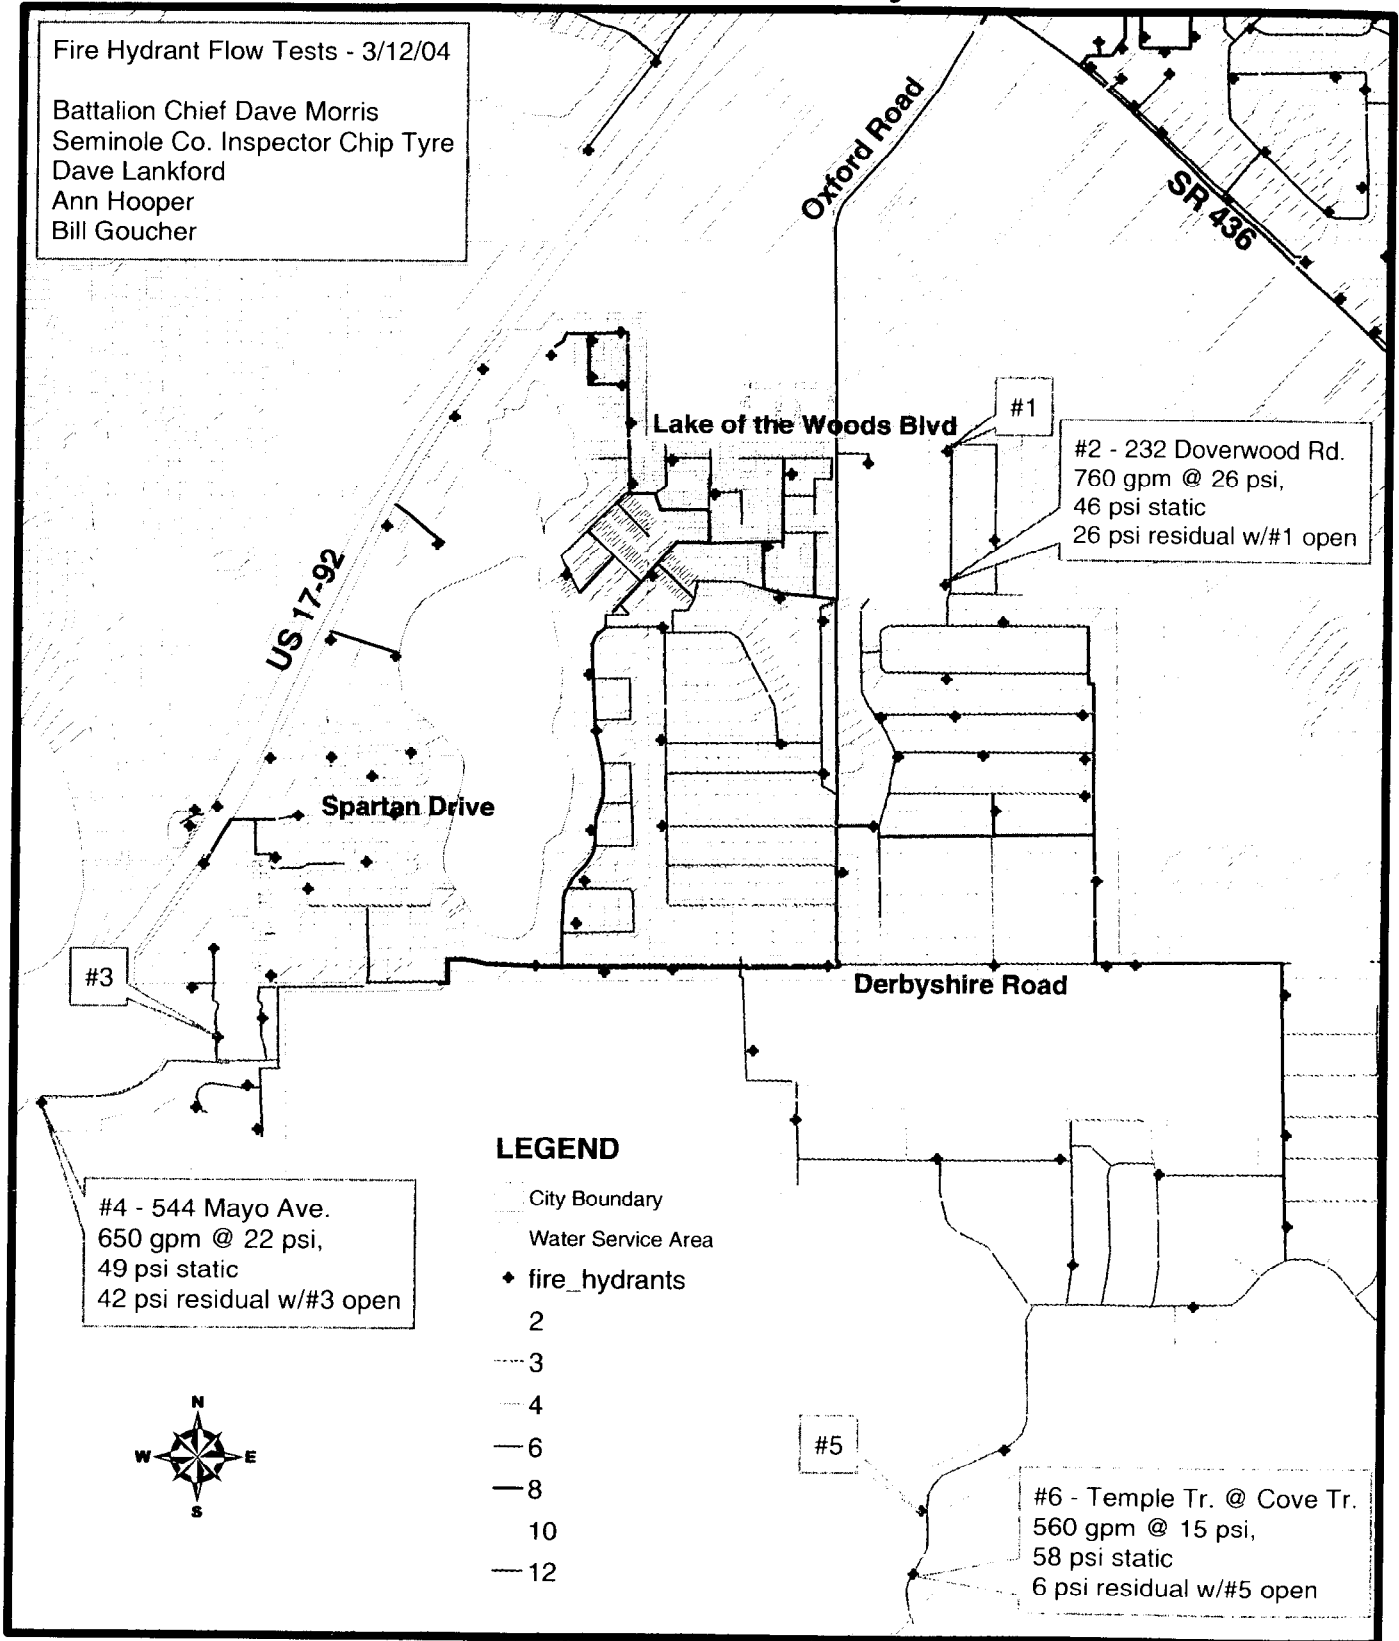 Fire Hydrant Flow Tests - 3/12/04
Battalion Chief Dave Morris
Seminole Co. Inspector Chip Tyre
Dave Lankford
Ann Hooper
Bill Goucher
Oxford Road
SR 436
#1
Lake of the Woods Blvd
#2 - 232 Doverwood Rd.
760 gpm @ 26 psi,
46 psi static
26 psi residual w/#1 open
US 17-92
Spartan Drive
#3
Derbyshire Road
#4 - 544 Mayo Ave.
650 gpm @ 22 psi,
49 psi static
42 psi residual w/#3 open
LEGEND
City Boundary
Water Service Area
fire_hydrants
2
3
4
6
8
10
12
N
W E
S
#5
#6 - Temple Tr. @ Cove Tr.
560 gpm @ 15 psi,
58 psi static
6 psi residual w/#5 open